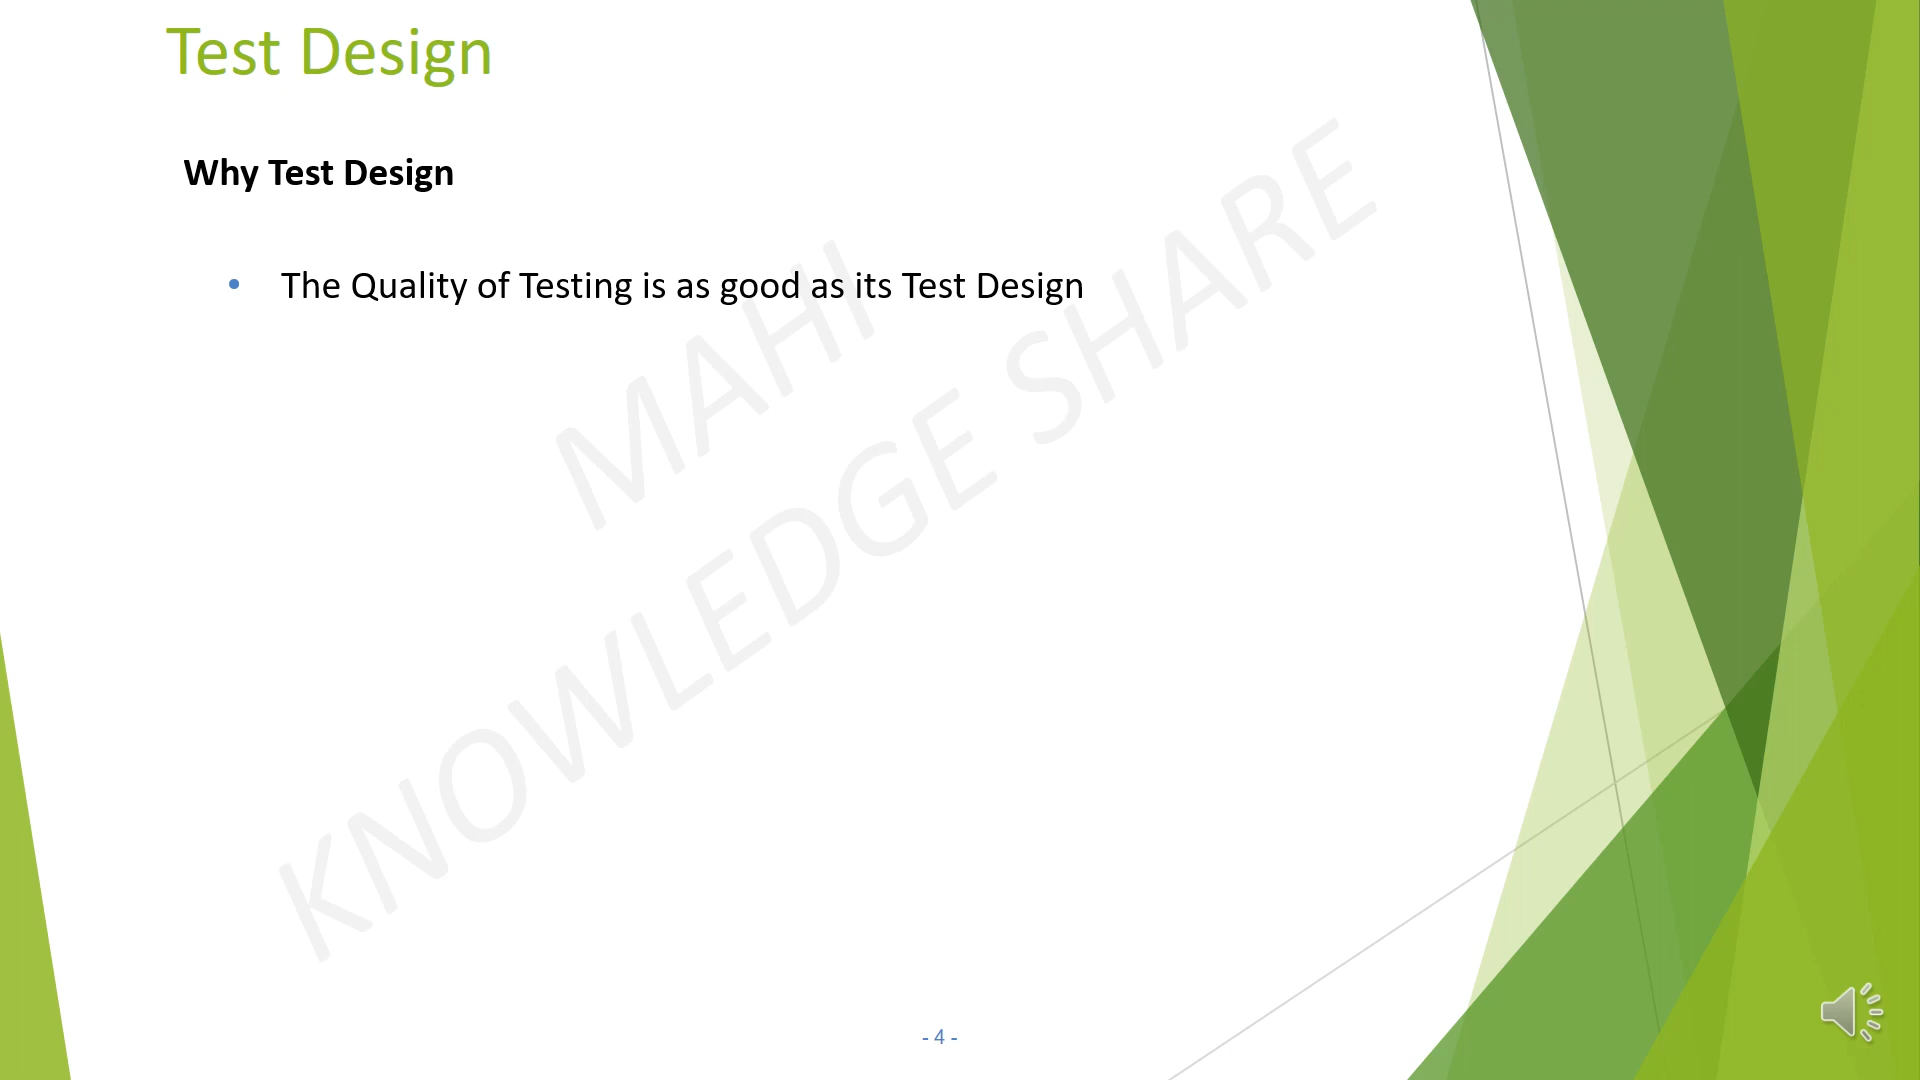 Test Design
Why Test Design
• The Quality of Testing is as good as its Test Design
MAHI
KNOWLEDGE SHARE
- 4 -